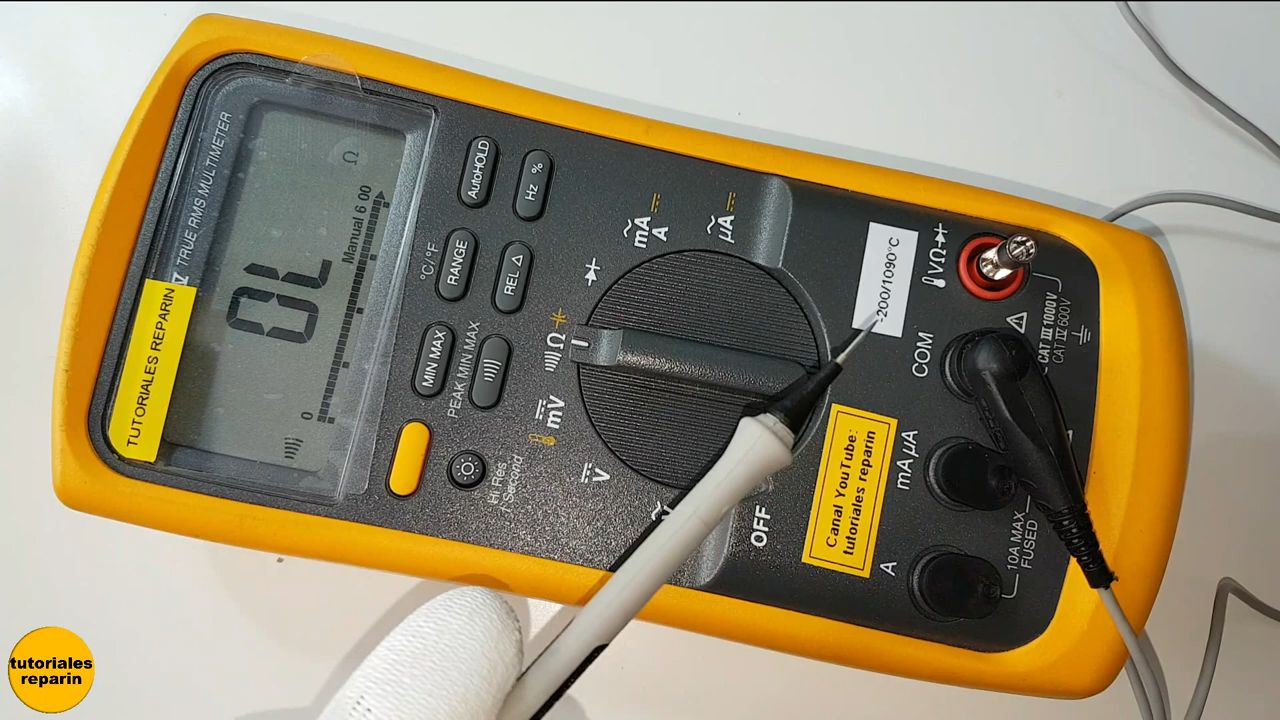 TRUE RMS MULTIMETER
TUTORIALES REPARIN
OL
Ω
Manual 6 00
0
AutoHOLD
Hz %
°C/°F
RANGE
REL Δ
MIN MAX
PEAK MIN MAX
Hi Res
1 Second
mA
A
µA
Ω
mV
V
OFF
-200/1090°C
VΩ
COM
CAT III 1000V
CAT IV 600V
mA µA
A
10A MAX
FUSED
Canal YouTube:
tutoriales reparin
tutoriales
reparin